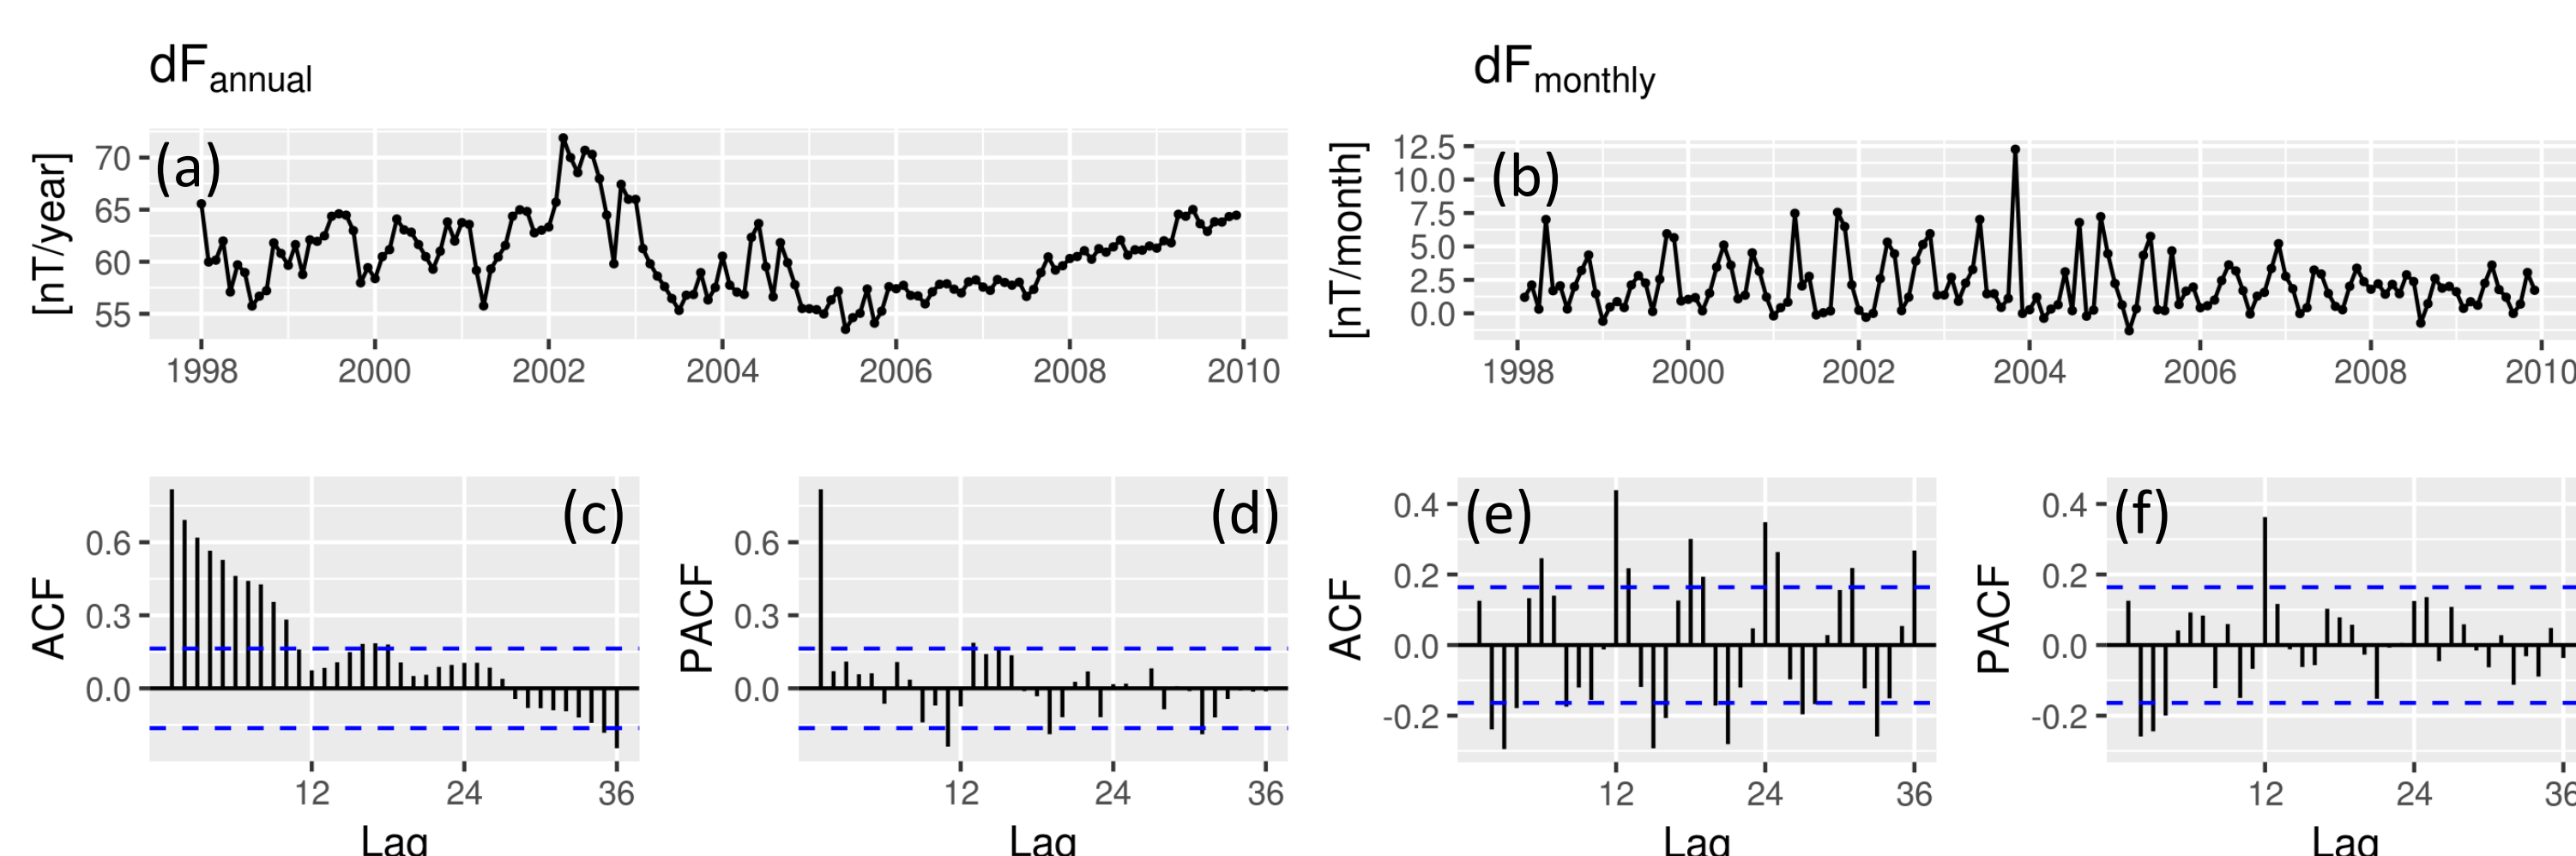 dFannual
dFmonthly
[nT/year]
70
65
60
55
(a)
1998 2000 2002 2004 2006 2008 2010
[nT/month]
12.5
10.0
7.5
5.0
2.5
0.0
(b)
1998 2000 2002 2004 2006 2008 2010
ACF
0.6
0.3
0.0
(c)
12 24 36
Lag
PACF
0.6
0.3
0.0
(d)
12 24 36
Lag
ACF
0.4
0.2
0.0
-0.2
(e)
12 24 36
Lag
PACF
0.4
0.2
0.0
-0.2
(f)
12 24 36
Lag